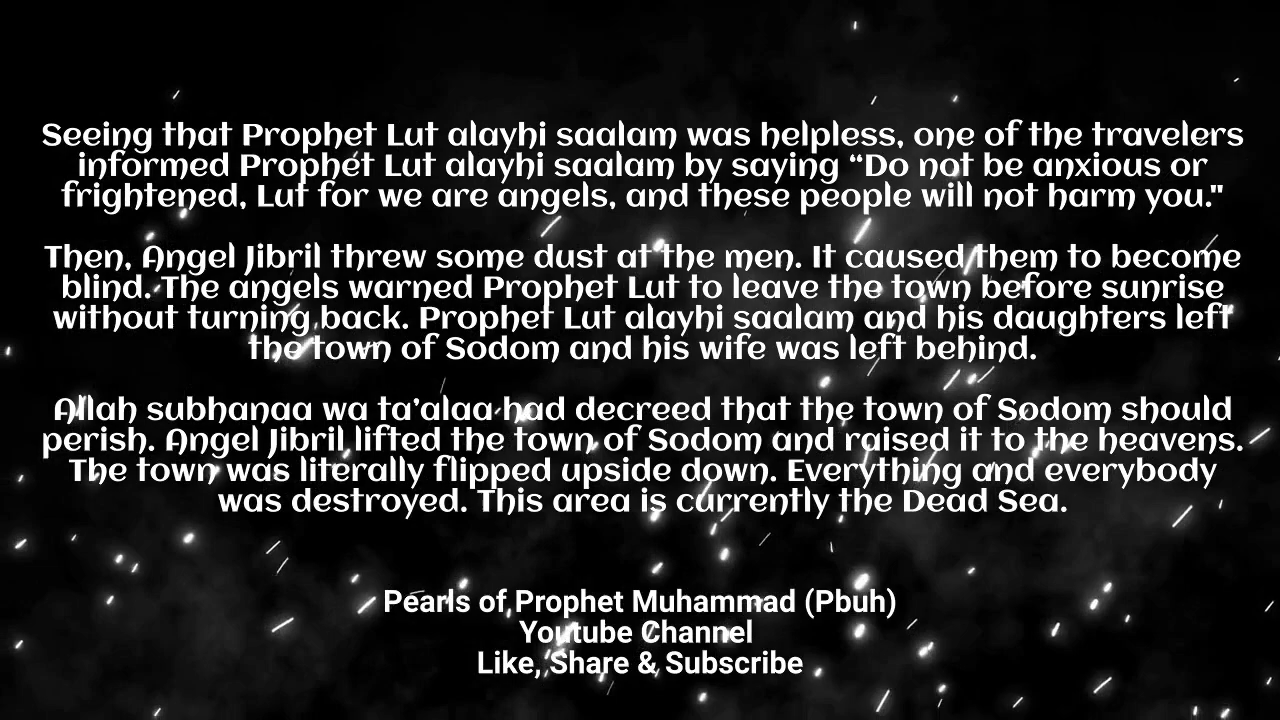 Seeing that Prophet Lut alayhi saalam was helpless, one of the travelers
informed Prophet Lut alayhi saalam by saying “Do not be anxious or
frightened, Lut for we are angels, and these people will not harm you."
Then, Angel Jibril threw some dust at the men. It caused them to become
blind. The angels warned Prophet Lut to leave the town before sunrise
without turning back. Prophet Lut alayhi saalam and his daughters left
the town of Sodom and his wife was left behind.
Allah subhanaa wa ta’alaa had decreed that the town of Sodom should
perish. Angel Jibril lifted the town of Sodom and raised it to the heavens.
The town was literally flipped upside down. Everything and everybody
was destroyed. This area is currently the Dead Sea.
Pearls of Prophet Muhammad (Pbuh)
Youtube Channel
Like, Share & Subscribe